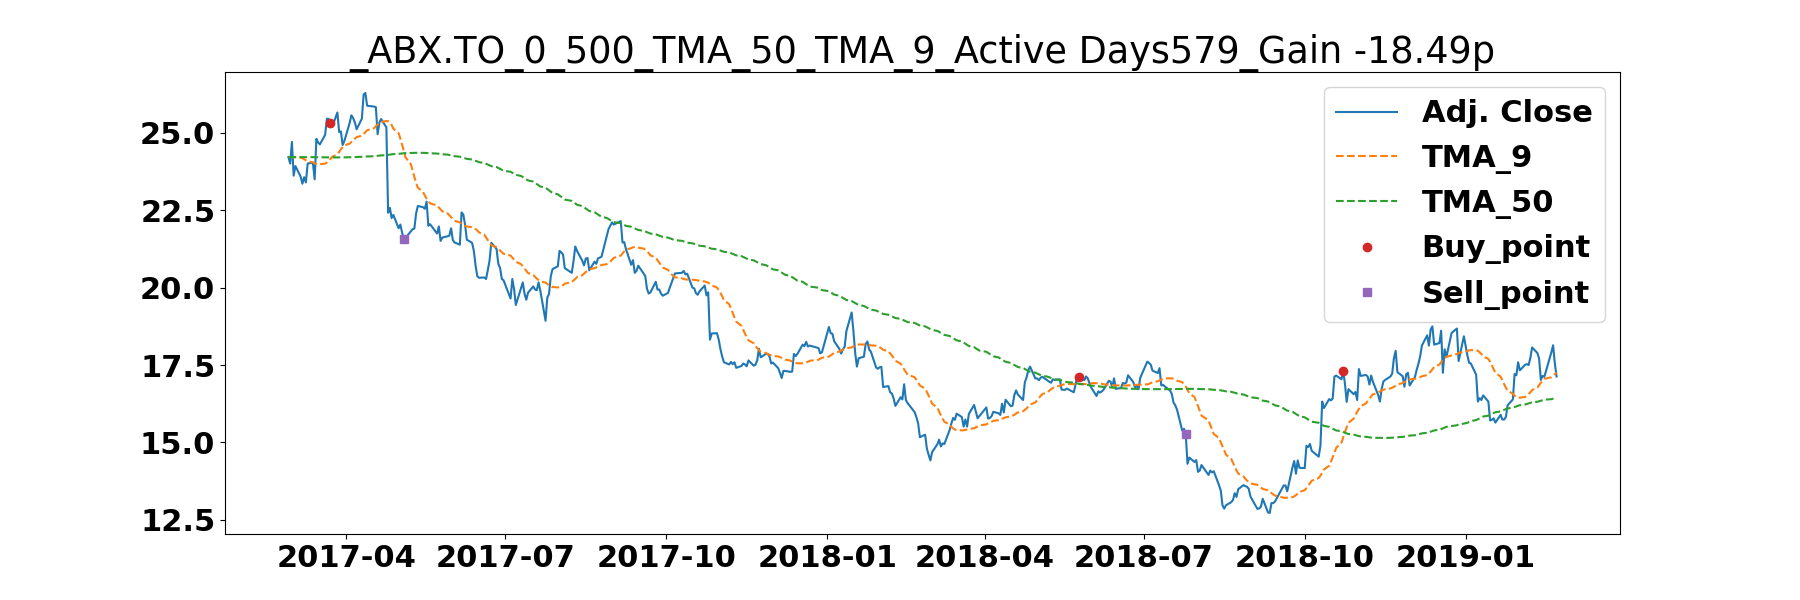 _ABX.TO_0_500_TMA_50_TMA_9_Active Days579_Gain -18.49p
25.0
22.5
20.0
17.5
15.0
12.5
2017-04 2017-07 2017-10 2018-01 2018-04 2018-07 2018-10 2019-01
Adj. Close
TMA_9
TMA_50
Buy_point
Sell_point